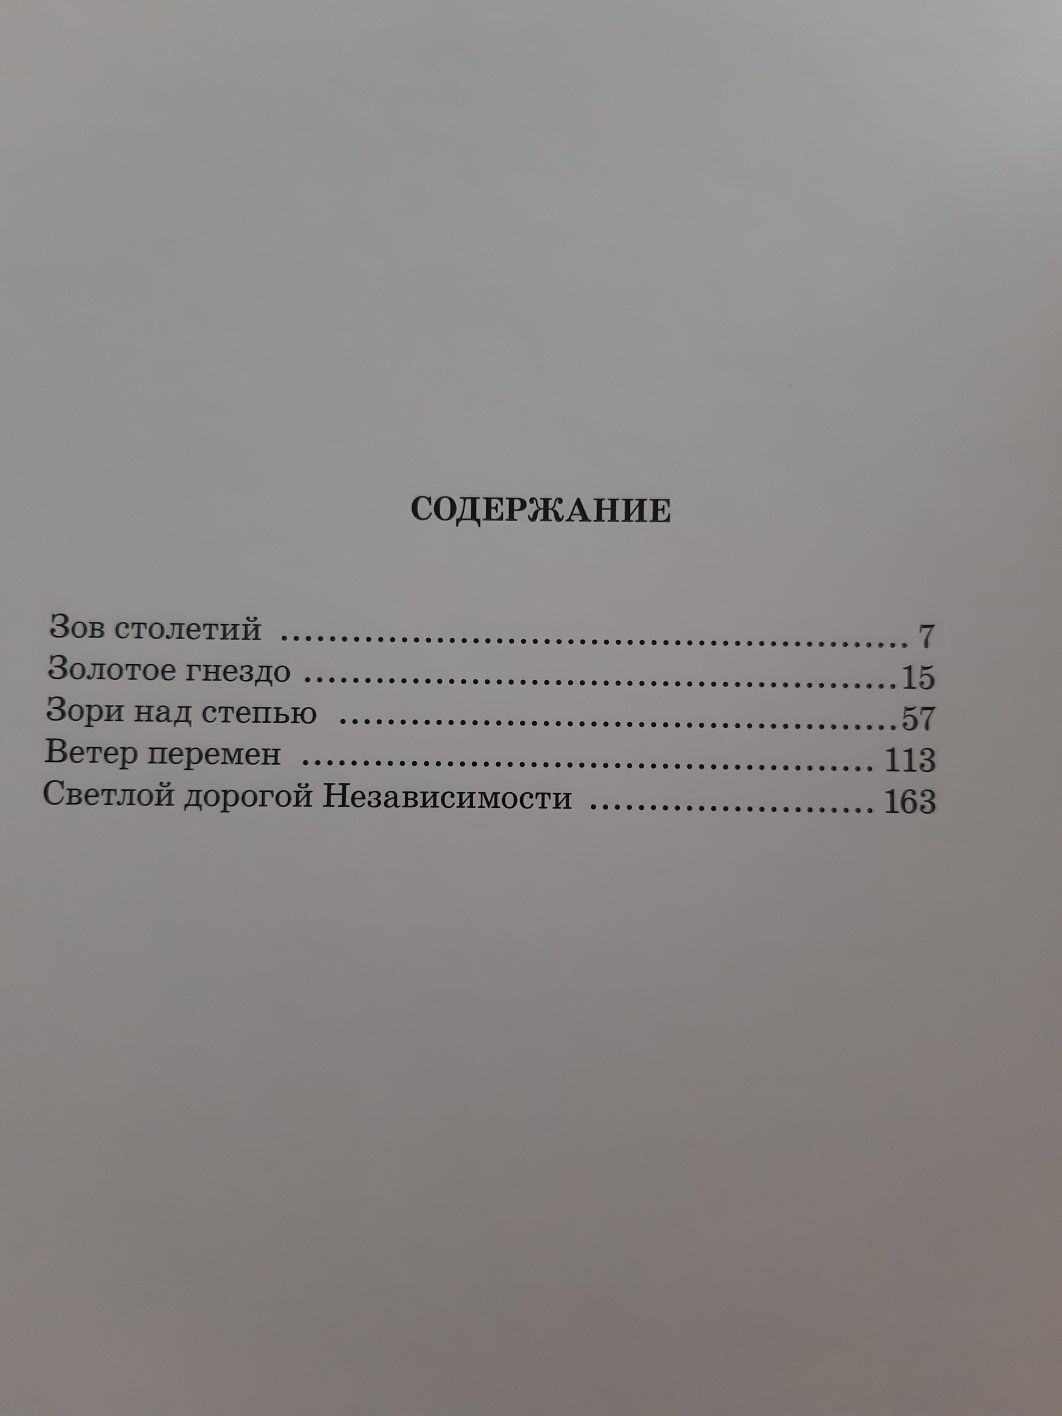 СОДЕРЖАНИЕ
Зов столетий ........................................................ 7
Золотое гнездо .....................................................15
Зори над степью ..................................................57
Ветер перемен .................................................... 113
Светлой дорогой Независимости ........................... 163